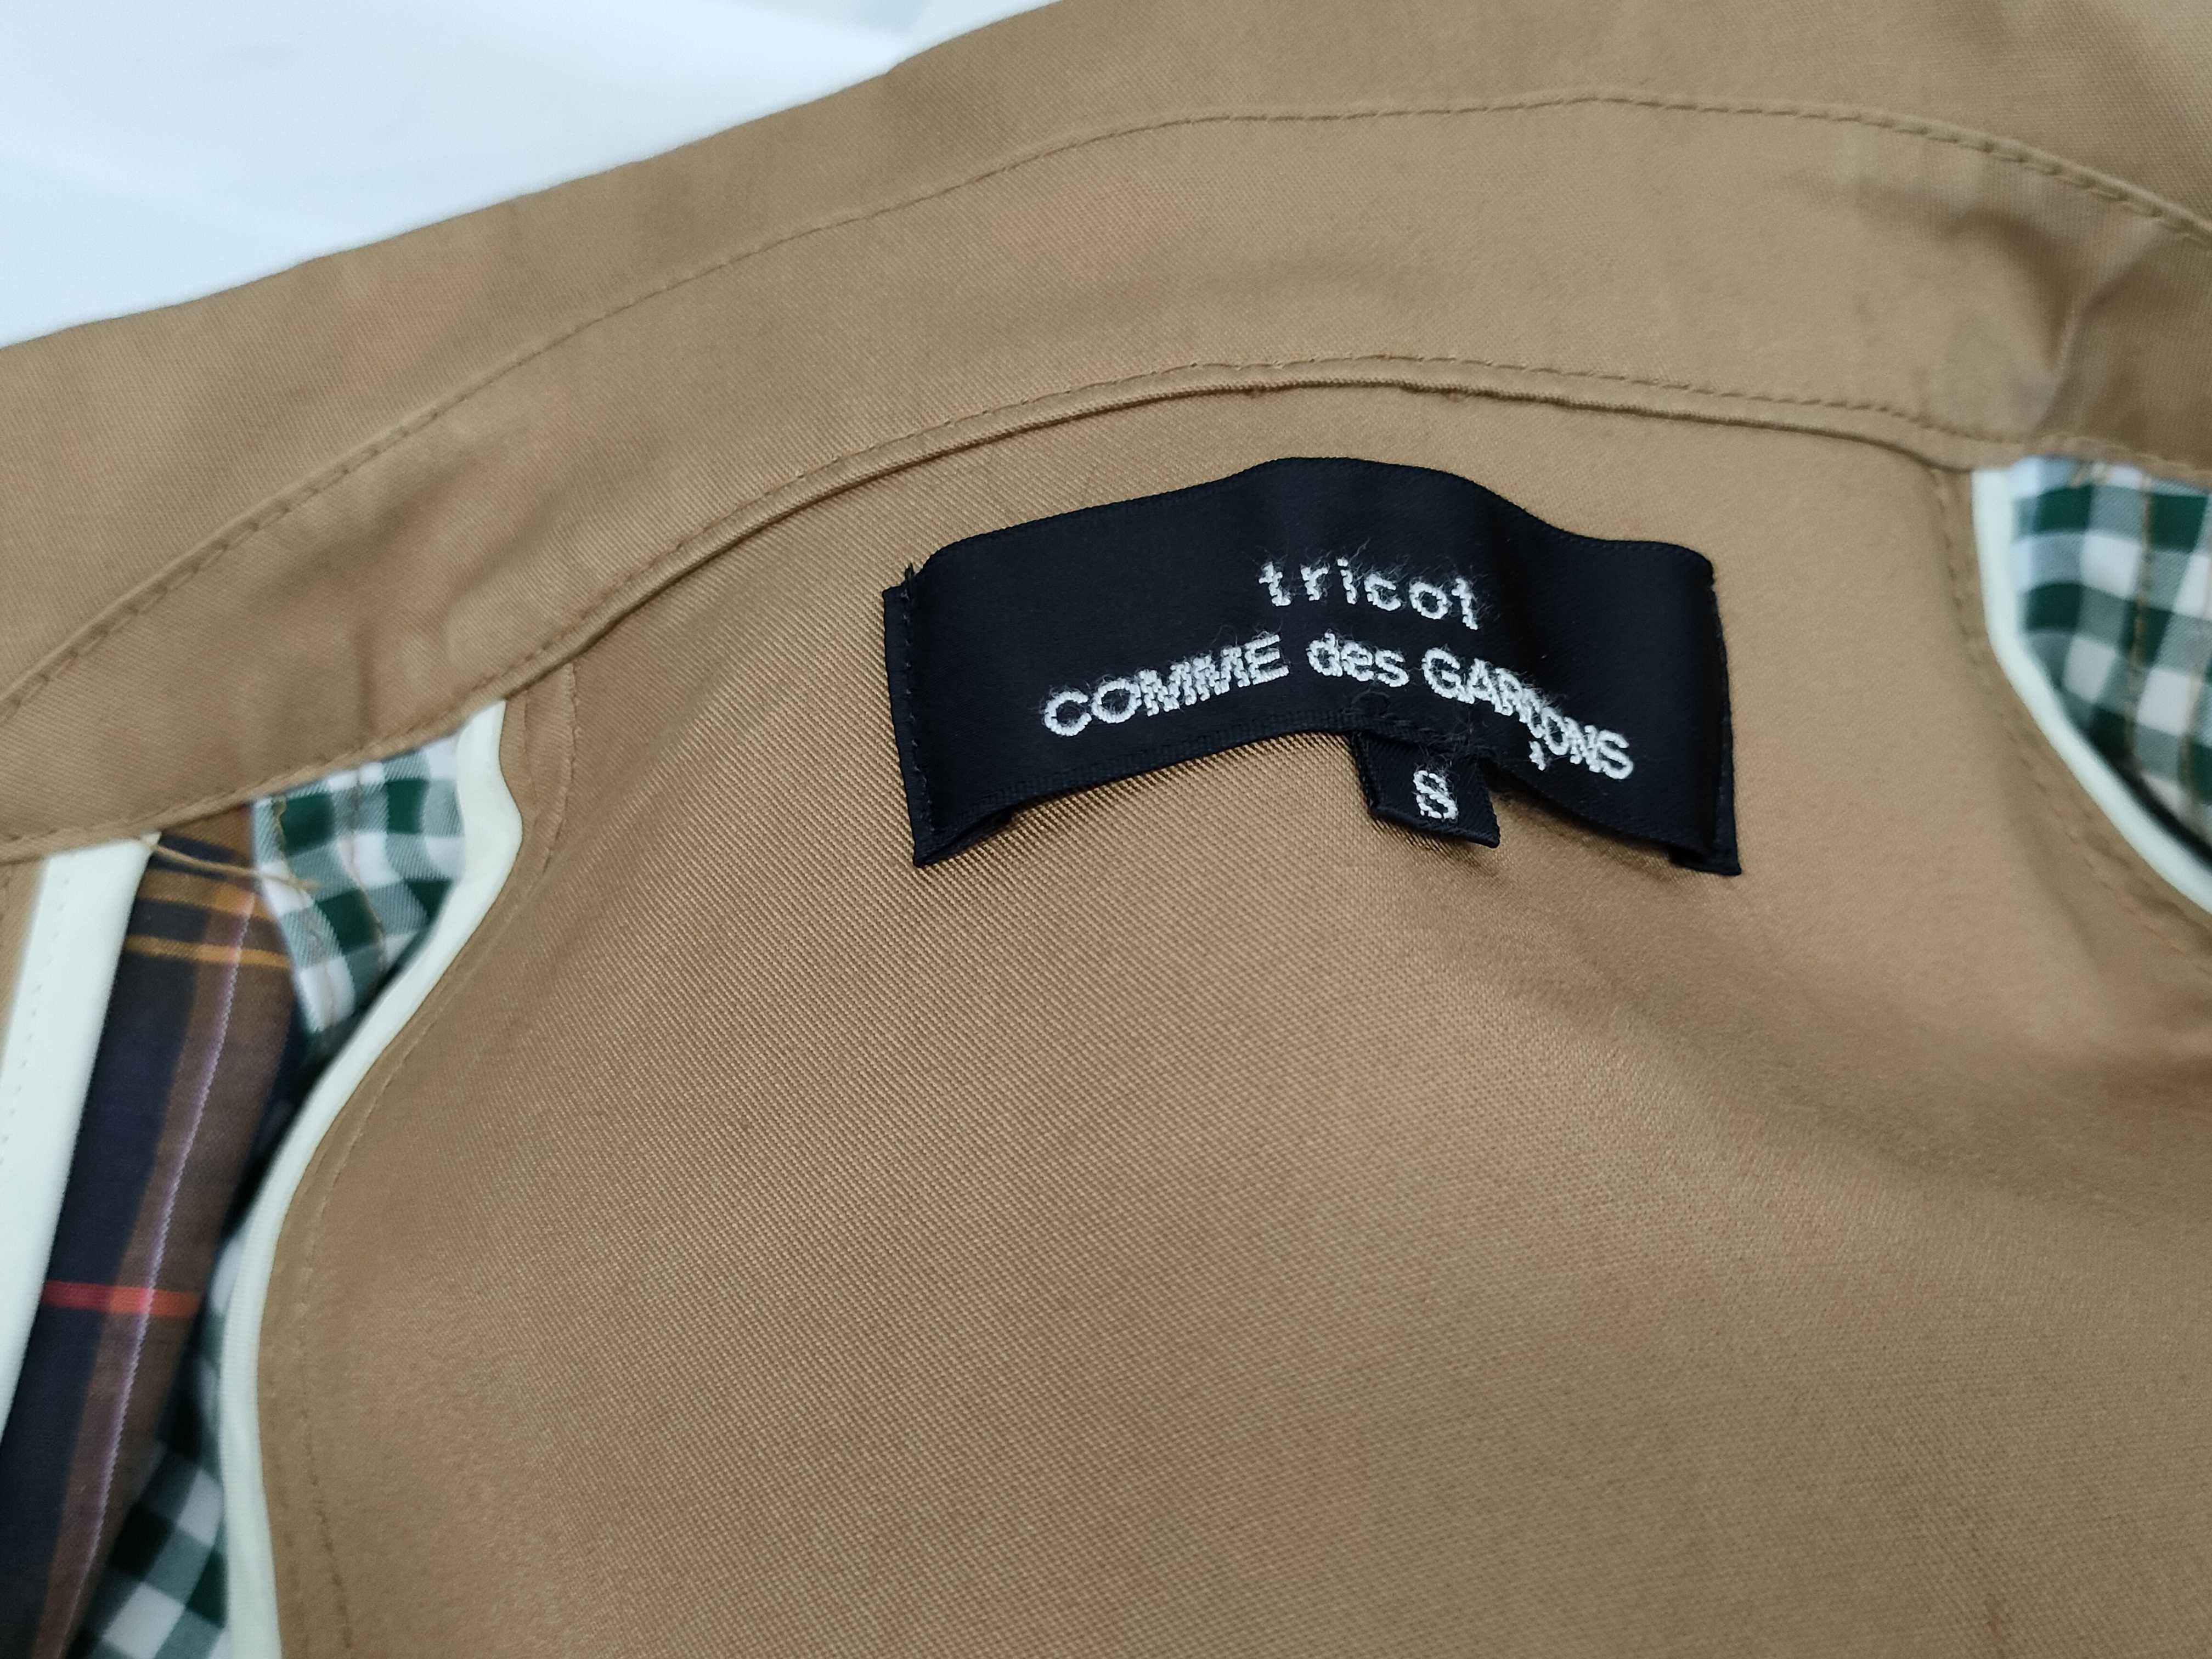 tricot
COMME des GARÇONS
S